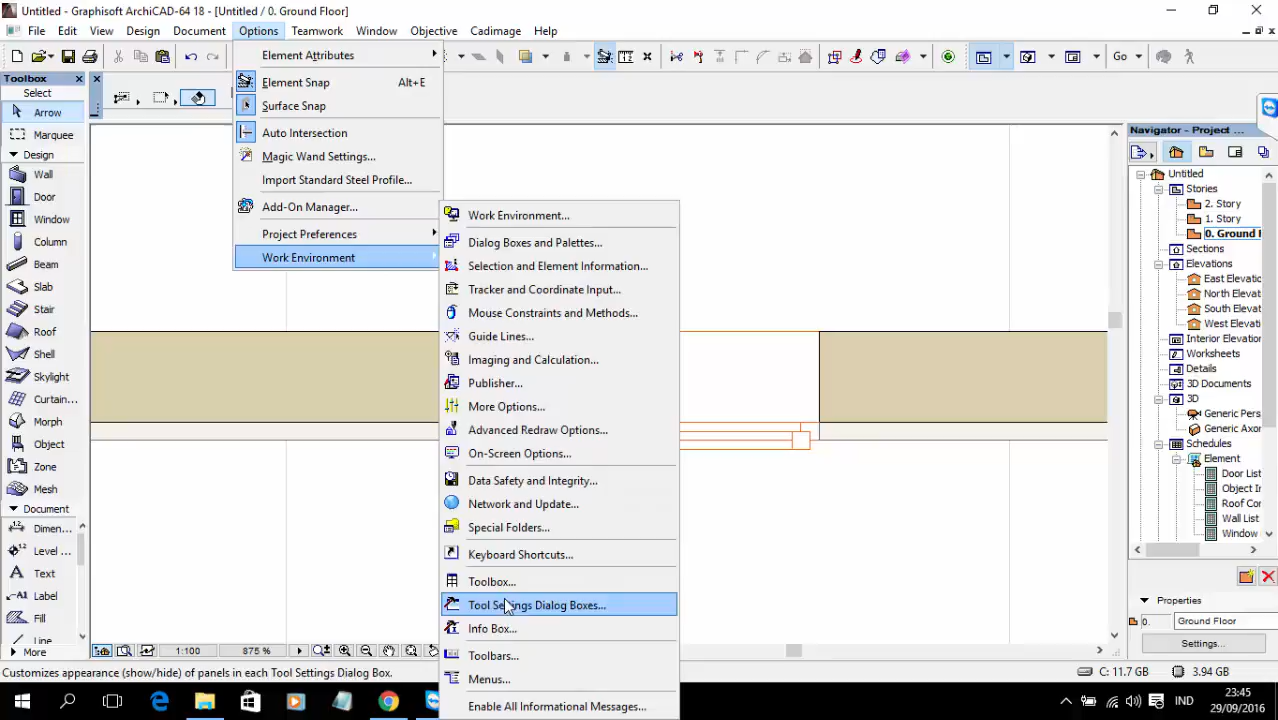 Untitled - Graphisoft ArchiCAD-64 18 - [Untitled / 0. Ground Floor]
File Edit View Design Document Options Teamwork Window Objective Cadimage Help
Toolbox
Select
Arrow
Marquee
Design
Wall
Door
Window
Column
Beam
Slab
Stair
Roof
Shell
Skylight
Curtain...
Morph
Object
Zone
Mesh
Document
Dimen...
Level ...
Text
Label
Fill
Line
More
Element Attributes
Element Snap Alt+E
Surface Snap
Auto Intersection
Magic Wand Settings...
Import Standard Steel Profile...
Add-On Manager...
Project Preferences
Work Environment
Work Environment...
Dialog Boxes and Palettes...
Selection and Element Information...
Tracker and Coordinate Input...
Mouse Constraints and Methods...
Guide Lines...
Imaging and Calculation...
Publisher...
More Options...
Advanced Redraw Options...
On-Screen Options...
Data Safety and Integrity...
Network and Update...
Special Folders...
Keyboard Shortcuts...
Toolbox...
Tool Settings Dialog Boxes...
Info Box...
Toolbars...
Menus...
Enable All Informational Messages...
Go
Navigator - Project ...
Untitled
Stories
2. Story
1. Story
0. Ground F
Sections
Elevations
East Elevati
North Elevat
South Elevat
West Elevati
Interior Elevatio
Worksheets
Details
3D Documents
3D
Generic Pers
Generic Axon
Schedules
Element
Door List
Object In
Roof Con
Wall List
Window
Properties
0. Ground Floor
Settings...
1:100 875 %
Customizes appearance (show/hide) of panels in each Tool Settings Dialog Box.
C: 11.7 GB 3.94 GB
IND
23:45
29/09/2016